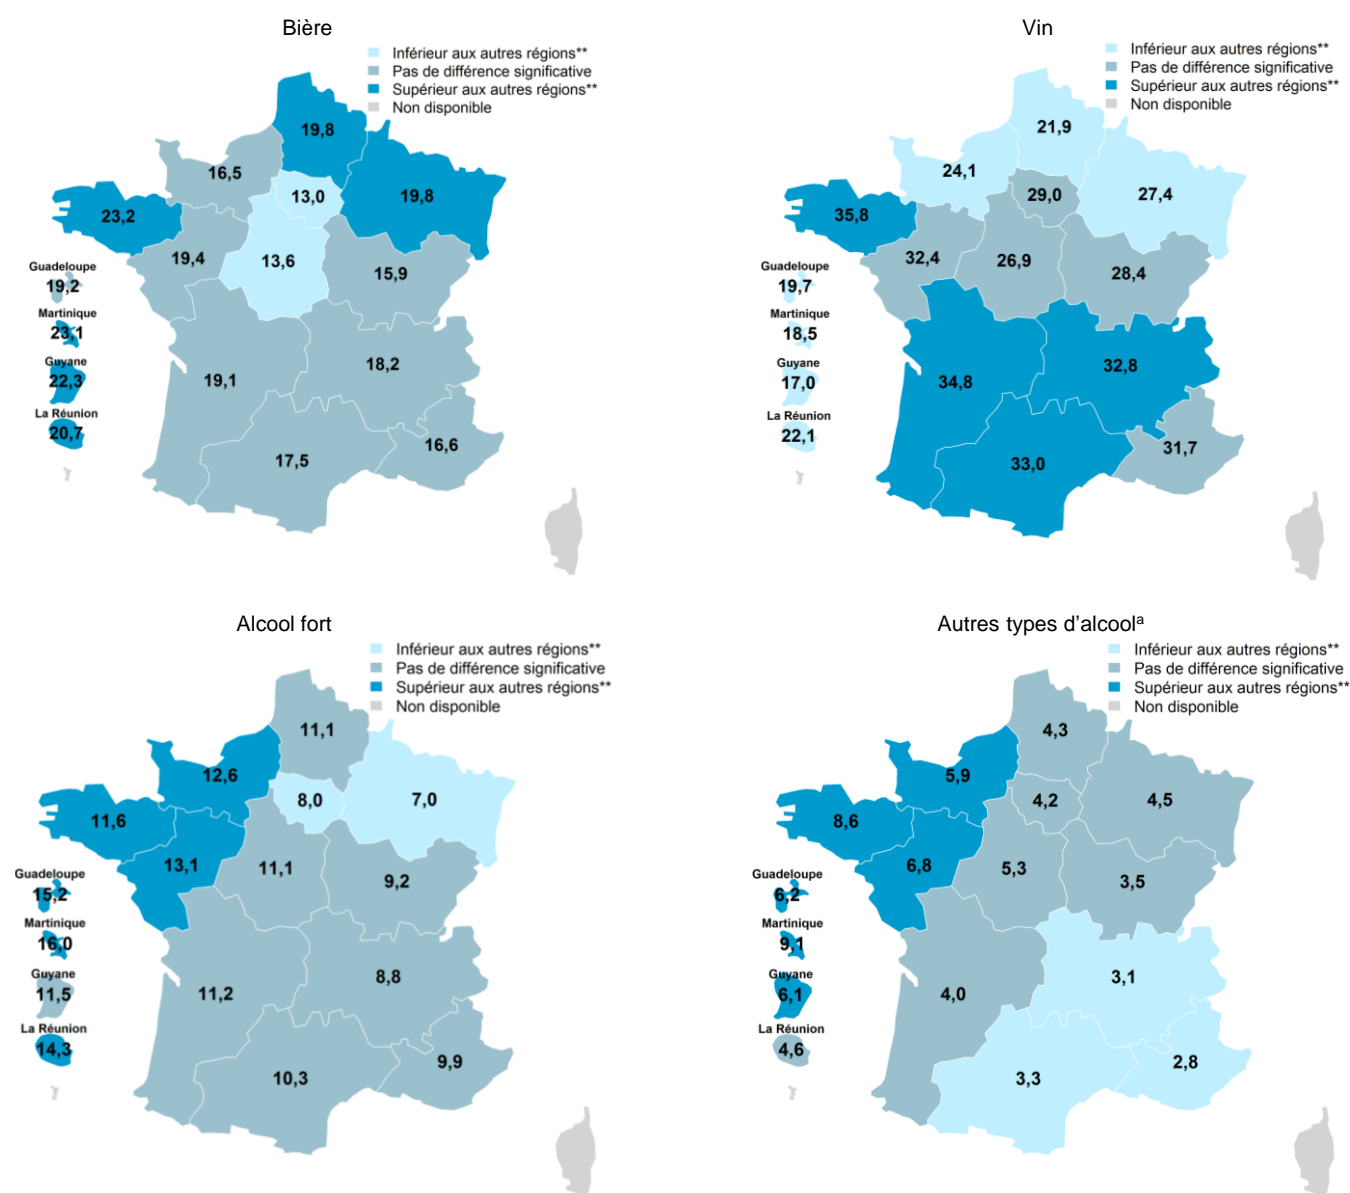 Bière
Inférieur aux autres régions**
Pas de différence significative
Supérieur aux autres régions**
Non disponible
19,8
16,5
13,0
19,8
23,2
19,4
13,6
15,9
Guadeloupe
19,2
Martinique
23,1
Guyane
22,3
La Réunion
20,7
18,2
19,1
16,6
17,5
Vin
Inférieur aux autres régions**
Pas de différence significative
Supérieur aux autres régions**
Non disponible
21,9
24,1
29,0
27,4
35,8
32,4
26,9
28,4
Guadeloupe
19,7
Martinique
18,5
Guyane
17,0
La Réunion
22,1
32,8
34,8
31,7
33,0
Alcool fort
Inférieur aux autres régions**
Pas de différence significative
Supérieur aux autres régions**
Non disponible
11,1
12,6
8,0
7,0
11,6
13,1
11,1
9,2
Guadeloupe
15,2
Martinique
16,0
Guyane
11,5
La Réunion
14,3
8,8
11,2
9,9
10,3
Autres types d'alcoolᵃ
Inférieur aux autres régions**
Pas de différence significative
Supérieur aux autres régions**
Non disponible
4,3
5,9
4,2
4,5
8,6
6,8
5,3
3,5
Guadeloupe
6,2
Martinique
9,1
Guyane
6,1
La Réunion
4,6
3,1
4,0
2,8
3,3